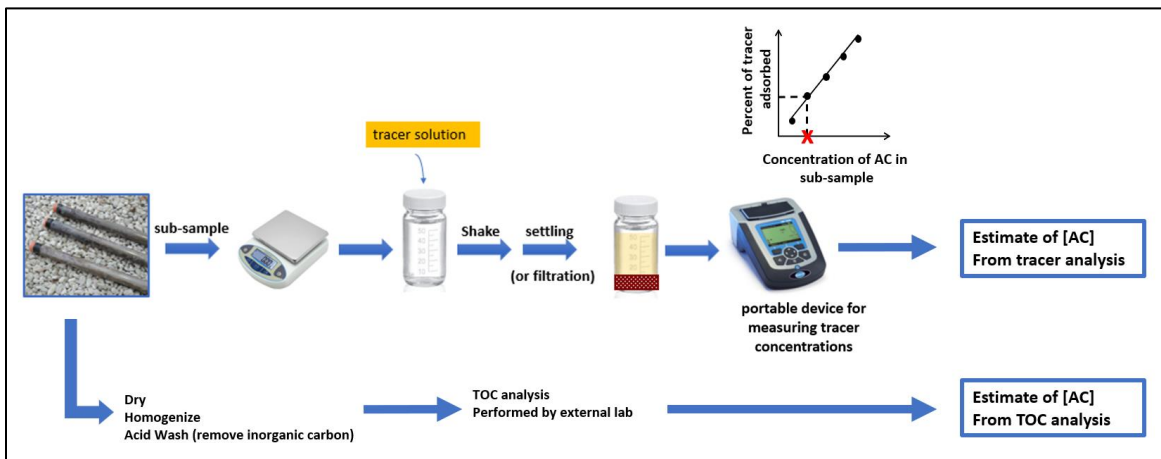 Percent of tracer
adsorbed
X
Concentration of AC in
sub-sample
tracer solution
sub-sample
Shake
settling
(or filtration)
portable device for
measuring tracer
concentrations
Estimate of [AC]
From tracer analysis
Dry
Homogenize
Acid Wash (remove inorganic carbon)
TOC analysis
Performed by external lab
Estimate of [AC]
From TOC analysis